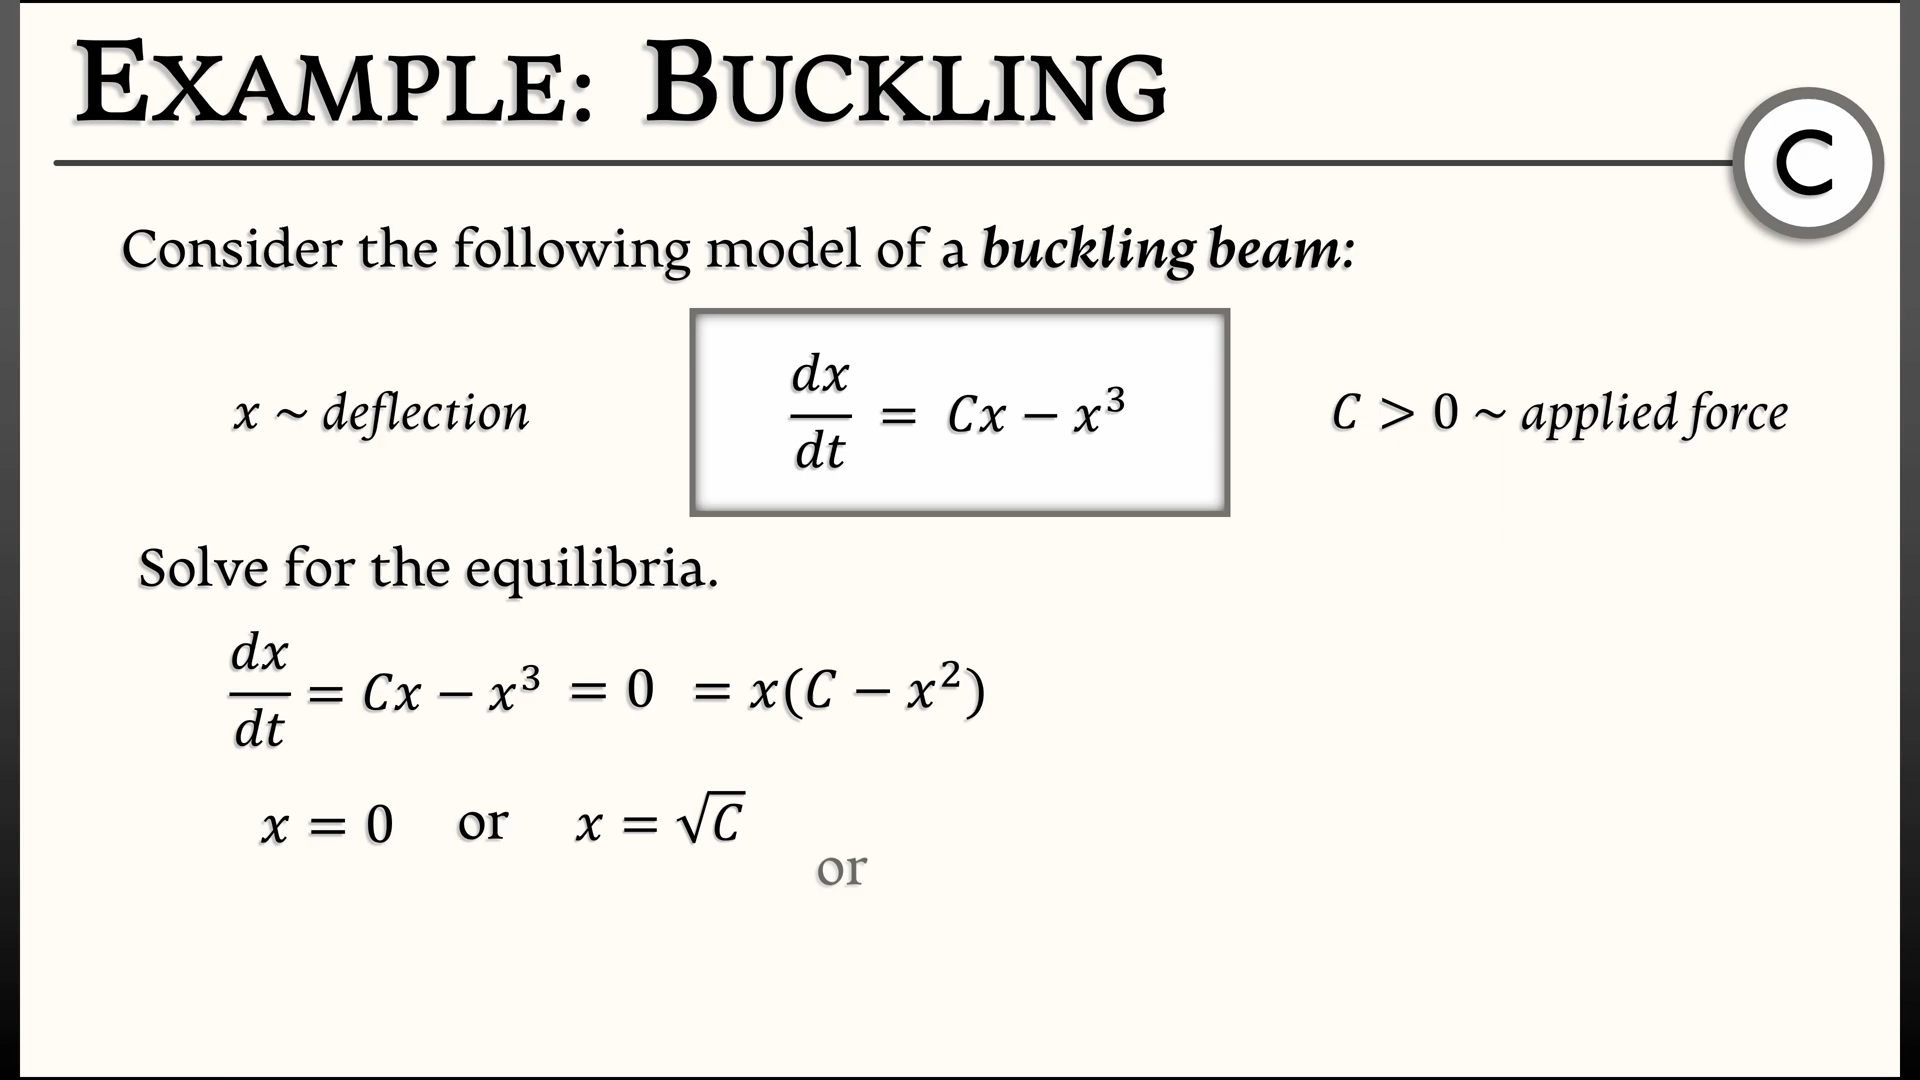 EXAMPLE: BUCKLING
C
Consider the following model of a buckling beam:
x ~ deflection
dx/dt = Cx − x³
C > 0 ~ applied force
Solve for the equilibria.
dx/dt = Cx − x³ = 0 = x(C − x²)
x = 0 or x = √C
or